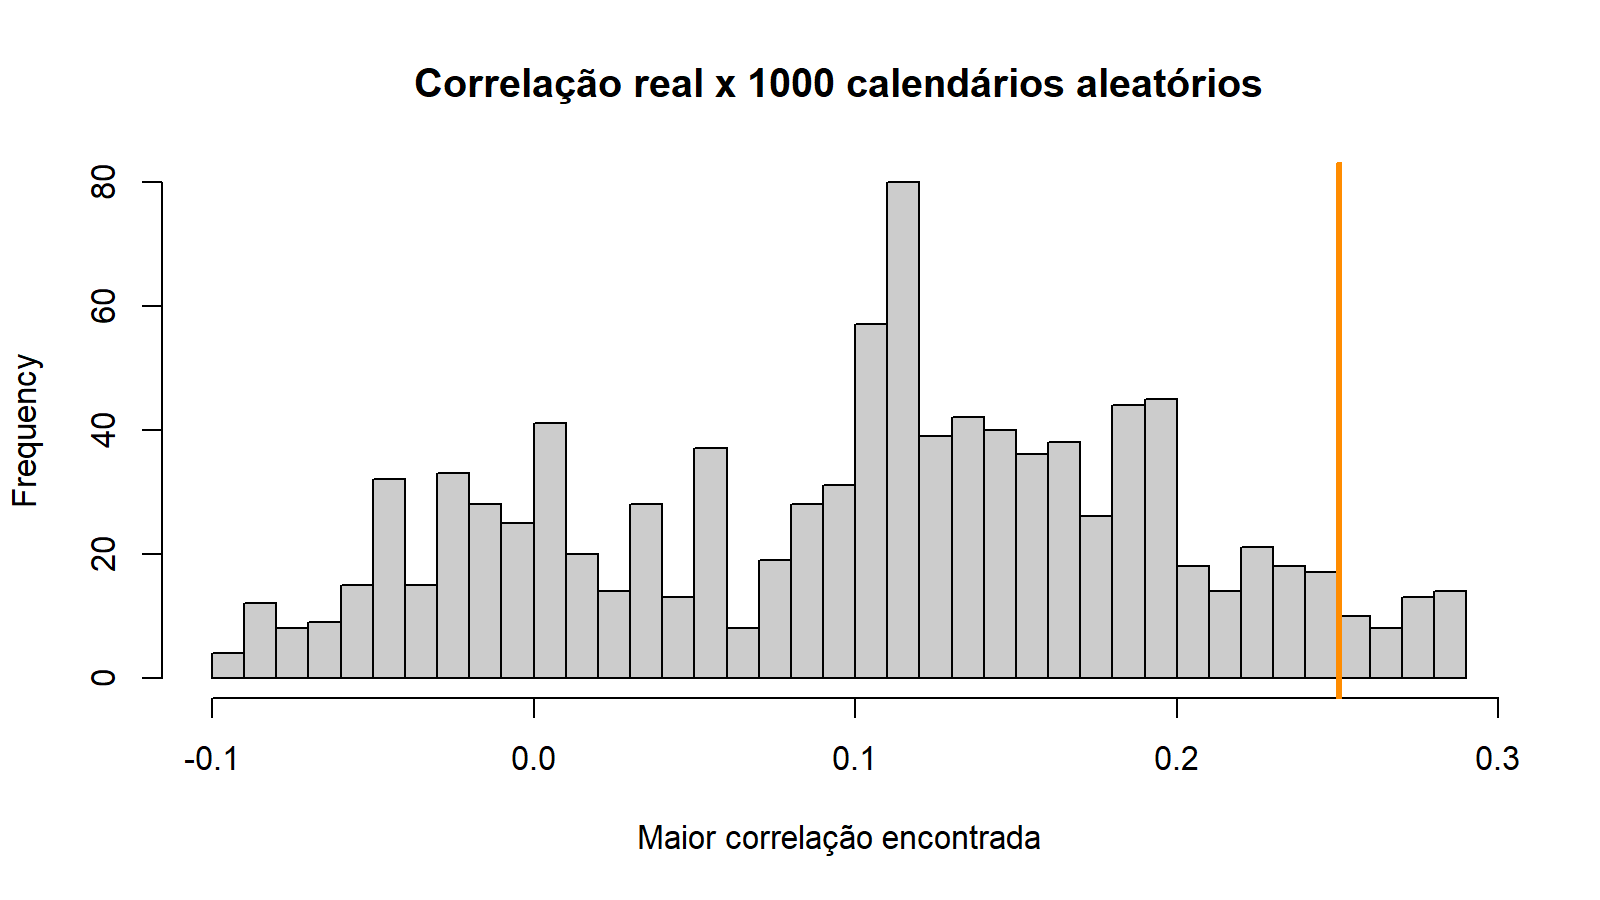 Correlação real x 1000 calendários aleatórios
Frequency
80
60
40
20
0
-0.1 0.0 0.1 0.2 0.3
Maior correlação encontrada